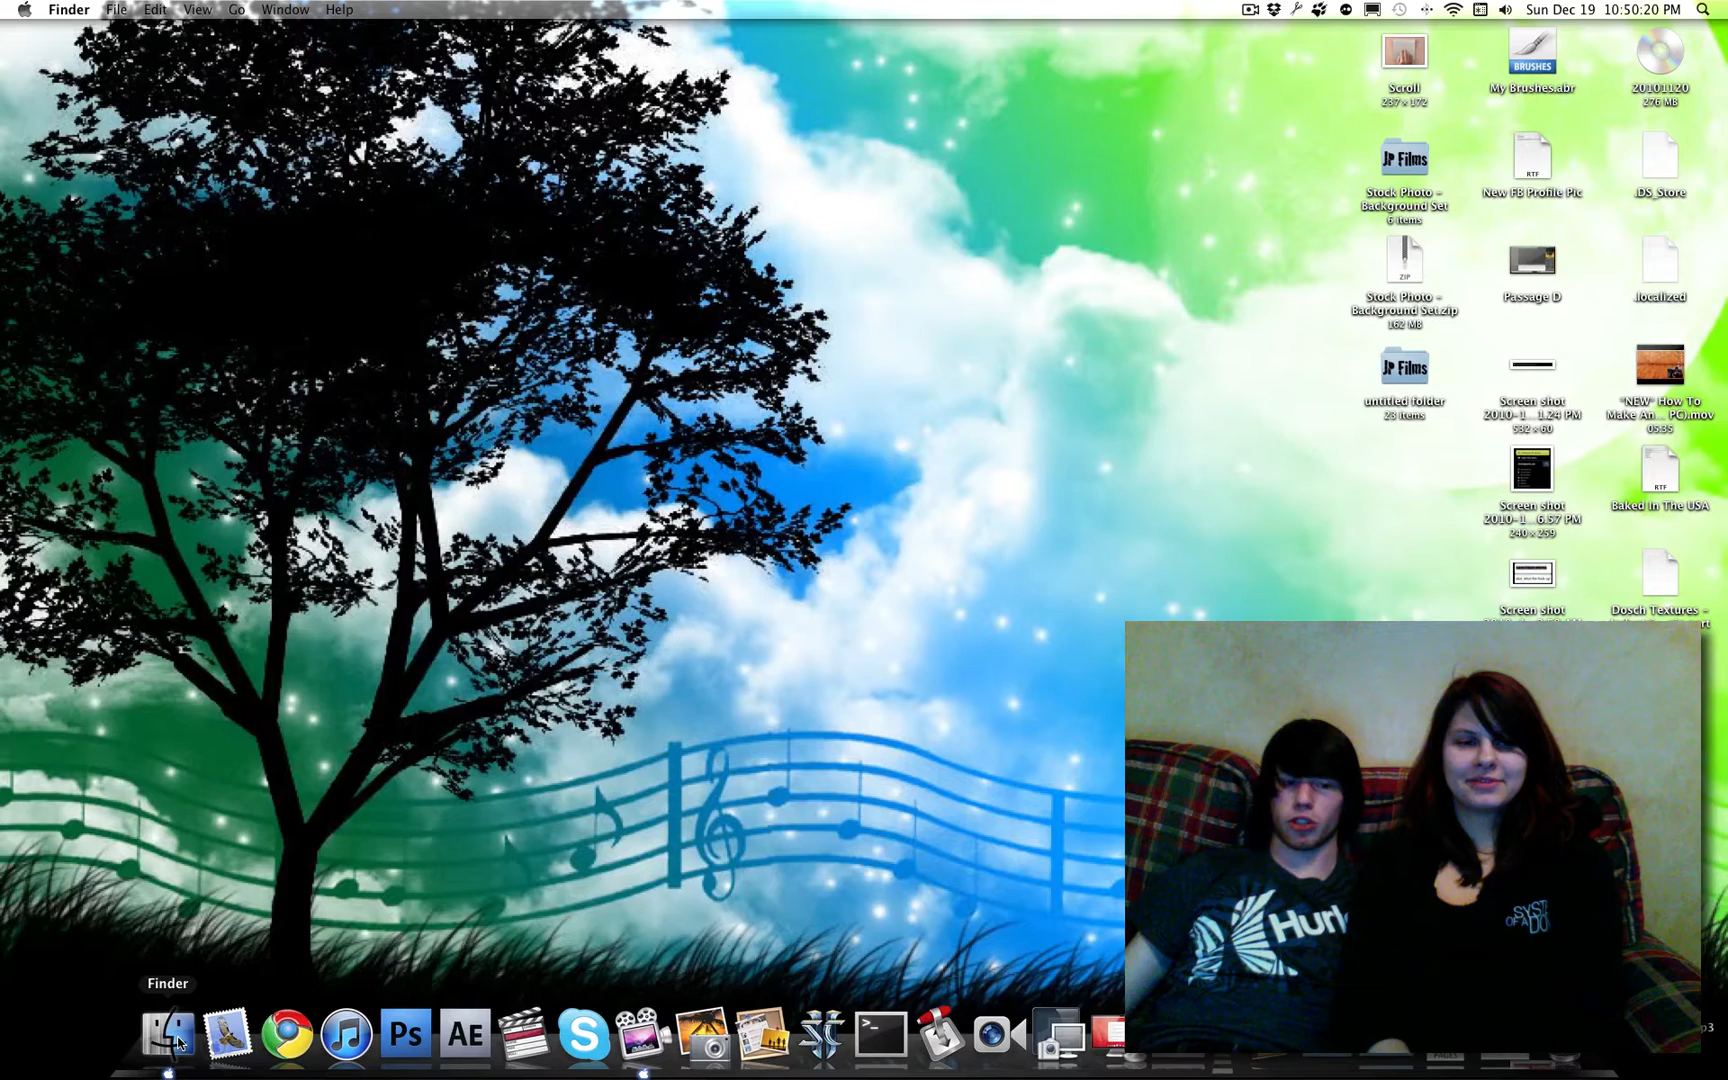 Finder File Edit View Go Window Help
Sun Dec 19 10:50:20 PM
Scroll
237 × 172
BRUSHES
My Brushes.abr
20101120
276 MB
JP Films
Stock Photo -
Background Set
6 items
RTF
New FB Profile Pic
.DS_Store
ZIP
Stock Photo -
Background Set.zip
162 MB
Passage D
.localized
JP Films
untitled folder
23 items
Screen shot
2010-1...1.24 PM
532 × 60
"NEW" How To
Make An... PC).mov
05:35
Screen shot
2010-1...6.57 PM
240 × 259
RTF
Baked In The USA
Screen shot
Dosch Textures -
Hurl
SYST
OF A DO
Finder
Ps
AE
S
>_
p3